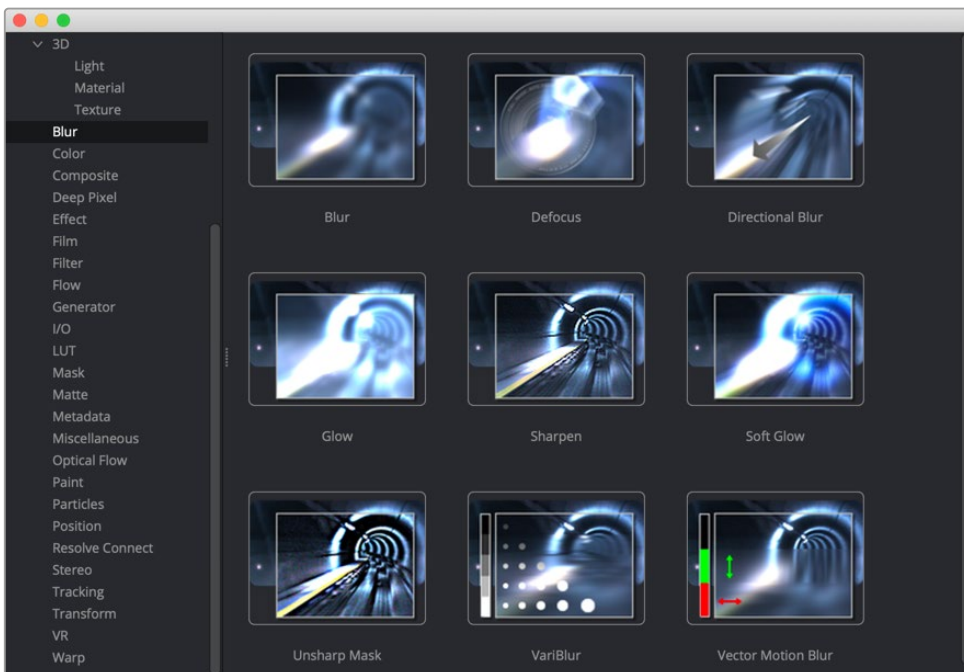 3D
Light
Material
Texture
Blur
Color
Composite
Deep Pixel
Effect
Film
Filter
Flow
Generator
I/O
LUT
Mask
Matte
Metadata
Miscellaneous
Optical Flow
Paint
Particles
Position
Resolve Connect
Stereo
Tracking
Transform
VR
Warp
Blur
Defocus
Directional Blur
Glow
Sharpen
Soft Glow
Unsharp Mask
VariBlur
Vector Motion Blur